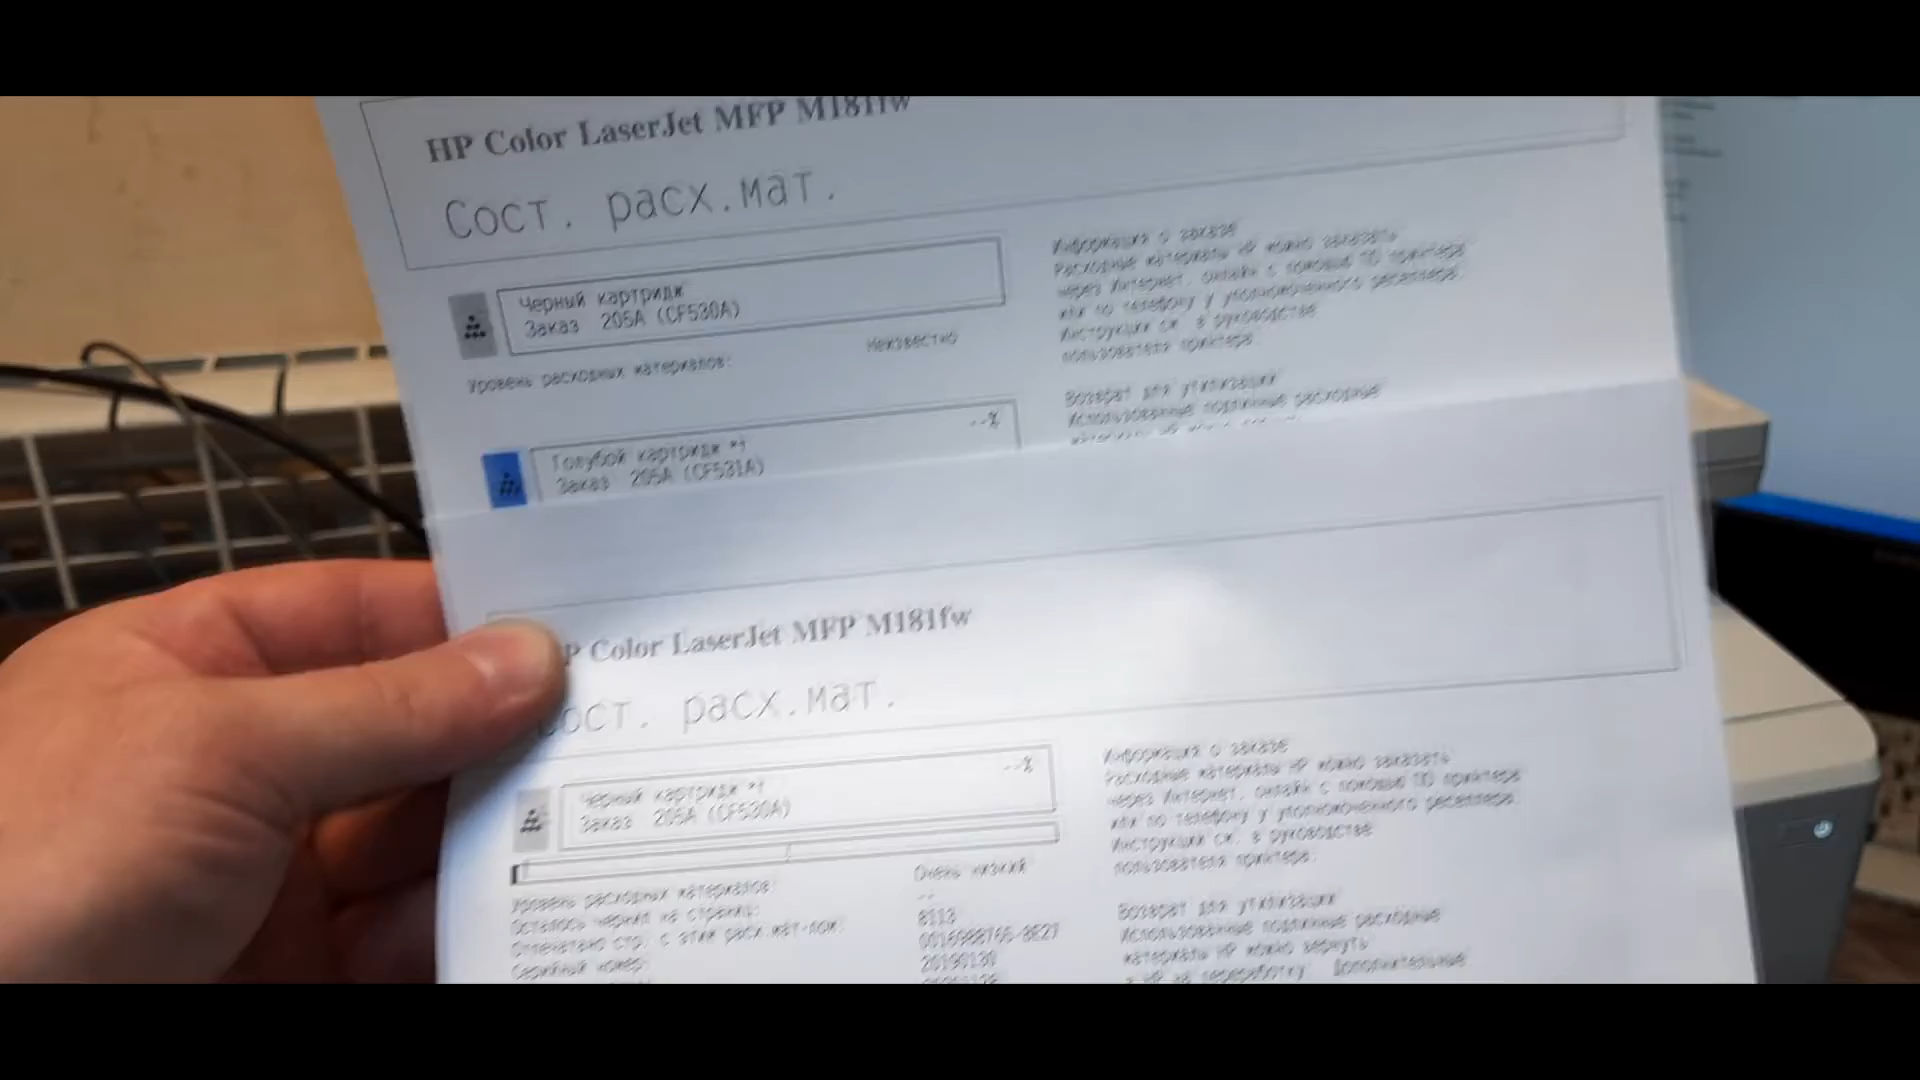 HP Color LaserJet MFP M181fw
Сост. расх.мат.
Черный картридж
Заказ 205A (CF530A)
Уровень расходных материалов: Неизвестно
--%
Голубой картридж *1
Заказ 205A (CF531A)
Информация о заказе
Расходные материалы HP можно заказать
через Интернет, онлайн с помощью ПО принтера
или по телефону у уполномоченного реселлера.
Инструкции см. в руководстве
пользователя принтера.
Возврат для утилизации
Использованные подлинные расходные
P Color LaserJet MFP M181fw
Сост. расх.мат.
--%
Черный картридж *1
Заказ 205A (CF530A)
Уровень расходных материалов: Очень низкий
Осталось чернил на страниц: --
Отпечатано стр. с этим расх.мат-лом: 8113
Серийный номер:
20190130
Информация о заказе
Расходные материалы HP можно заказать
через Интернет, онлайн с помощью ПО принтера
или по телефону у уполномоченного реселлера.
Инструкции см. в руководстве
пользователя принтера.
Возврат для утилизации
Использованные подлинные расходные
материалы HP можно вернуть
в HP на переработку. Дополнительные